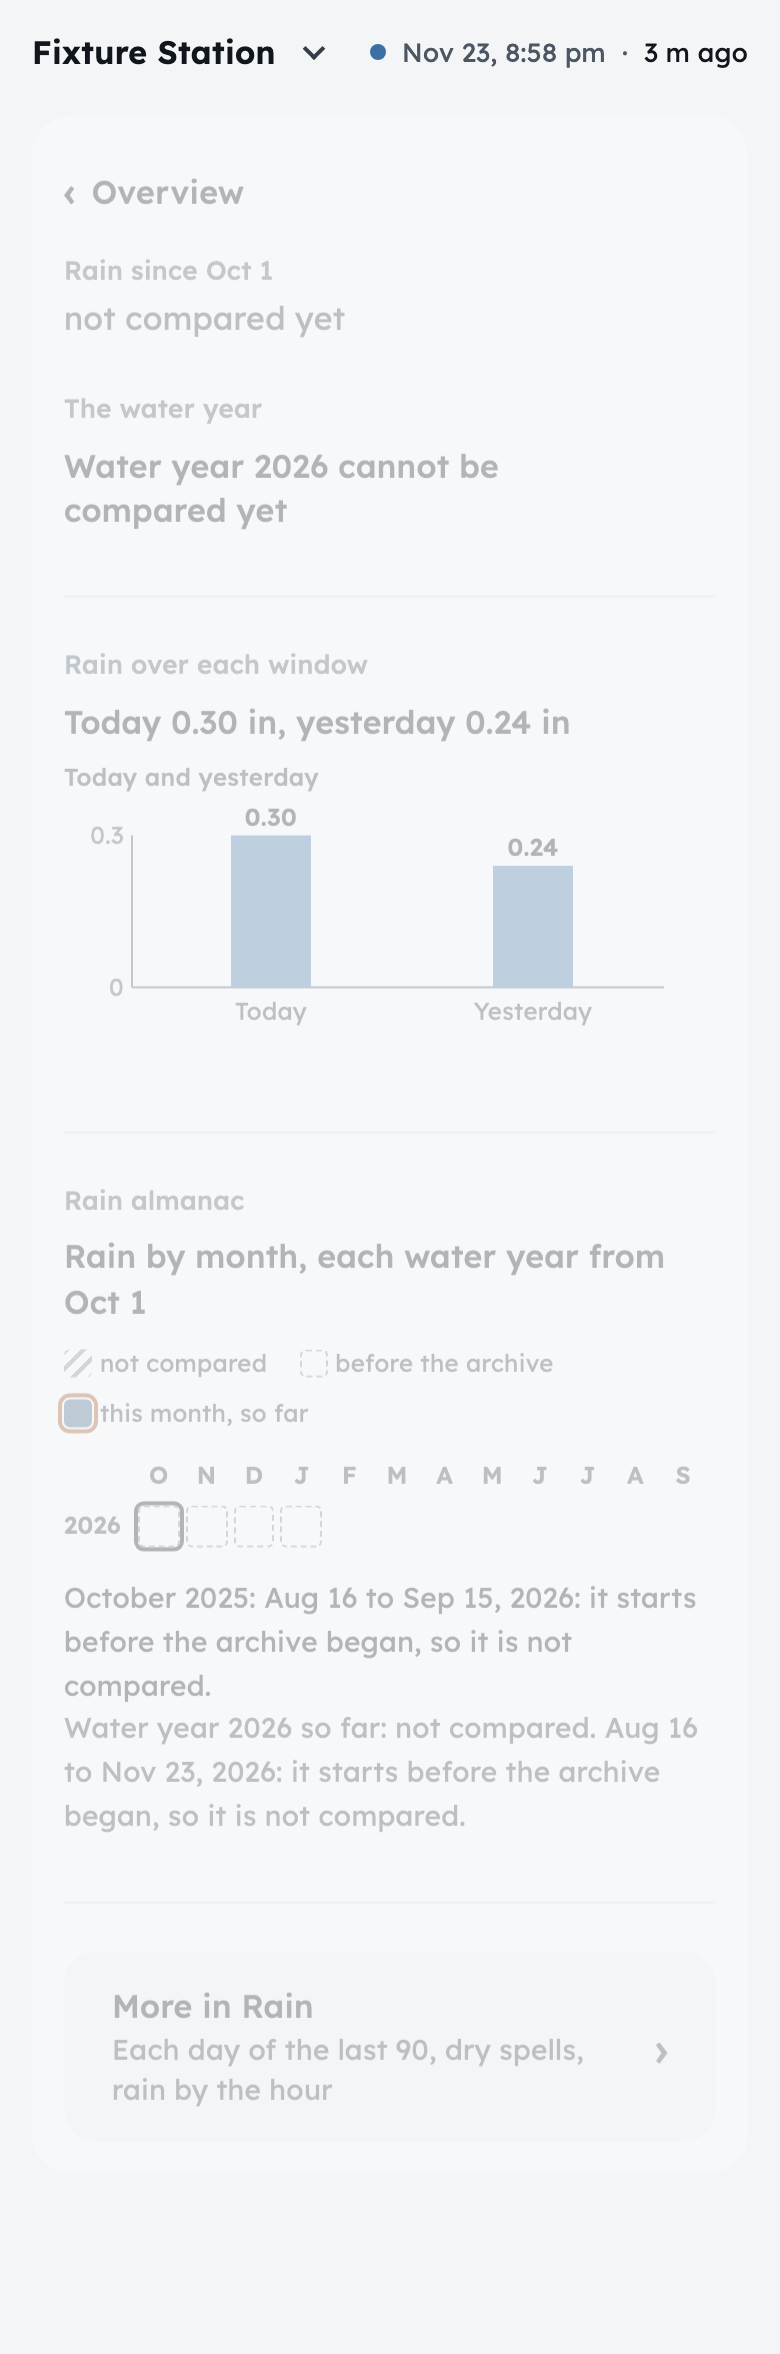 Fixture Station
Nov 23, 8:58 pm · 3 m ago
‹ Overview
Rain since Oct 1
not compared yet
The water year
Water year 2026 cannot be
compared yet
Rain over each window
Today 0.30 in, yesterday 0.24 in
Today and yesterday
0.30
0.3
0.24
0
Today
Yesterday
Rain almanac
Rain by month, each water year from
Oct 1
not compared
before the archive
this month, so far
O N D J F M A M J J A S
2026
October 2025: Aug 16 to Sep 15, 2026: it starts
before the archive began, so it is not
compared.
Water year 2026 so far: not compared. Aug 16
to Nov 23, 2026: it starts before the archive
began, so it is not compared.
More in Rain
Each day of the last 90, dry spells,
rain by the hour
›